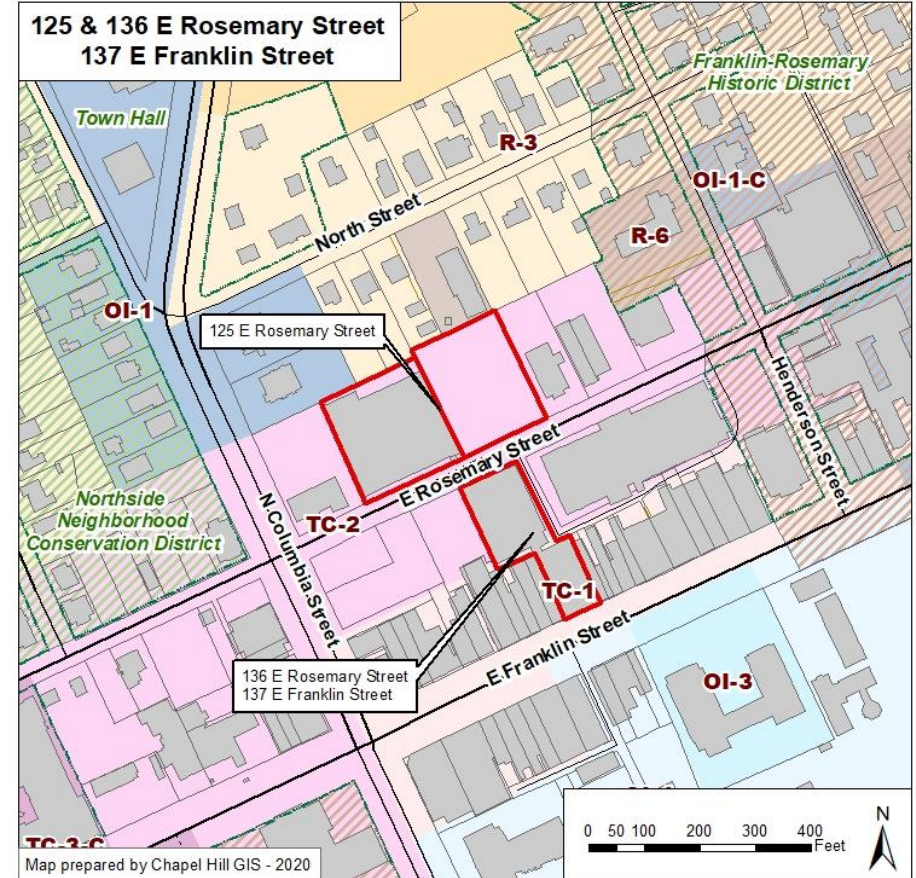 125 & 136 E Rosemary Street
137 E Franklin Street
Town Hall
Franklin-Rosemary
Historic District
R-3
OI-1-C
North Street
R-6
OI-1
125 E Rosemary Street
Henderson Street
E Rosemary Street
Northside
Neighborhood
Conservation District
N Columbia Street
TC-2
TC-1
E Franklin Street
136 E Rosemary Street
137 E Franklin Street
OI-3
TC-3-C
0 50 100 200 300 400
Feet
N
Map prepared by Chapel Hill GIS - 2020